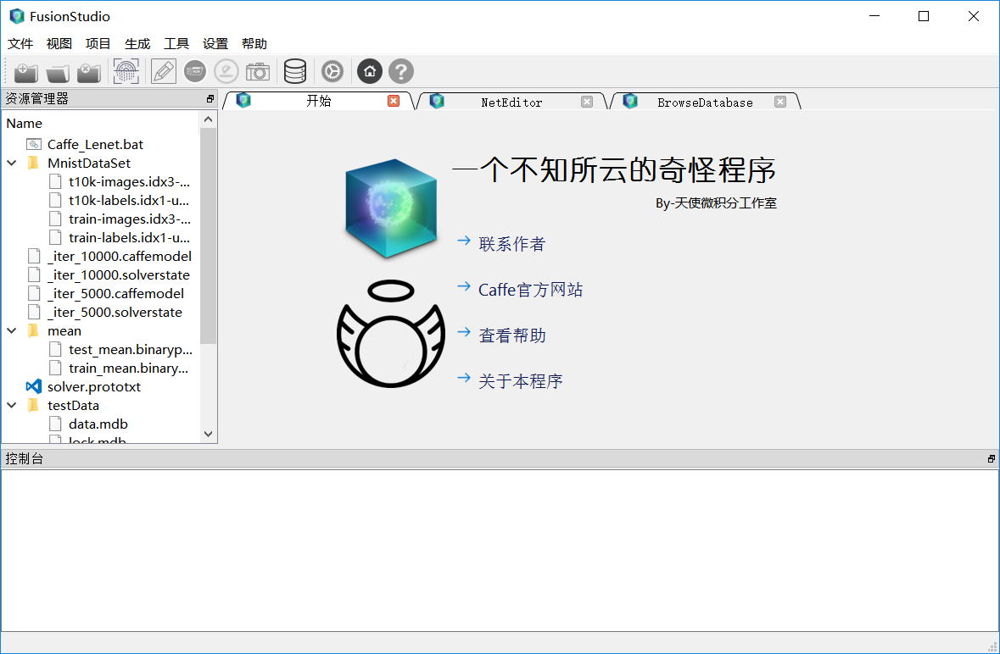 FusionStudio
文件 视图 项目 生成 工具 设置 帮助
资源管理器
开始 NetEditor BrowseDatabase
Name
Caffe_Lenet.bat
MnistDataSet
t10k-images.idx3-...
t10k-labels.idx1-u...
train-images.idx3-...
train-labels.idx1-u...
_iter_10000.caffemodel
_iter_10000.solverstate
_iter_5000.caffemodel
_iter_5000.solverstate
mean
test_mean.binaryp...
train_mean.binary...
solver.prototxt
testData
data.mdb
lock.mdb
一个不知所云的奇怪程序
By-天使微积分工作室
联系作者
Caffe官方网站
查看帮助
关于本程序
控制台